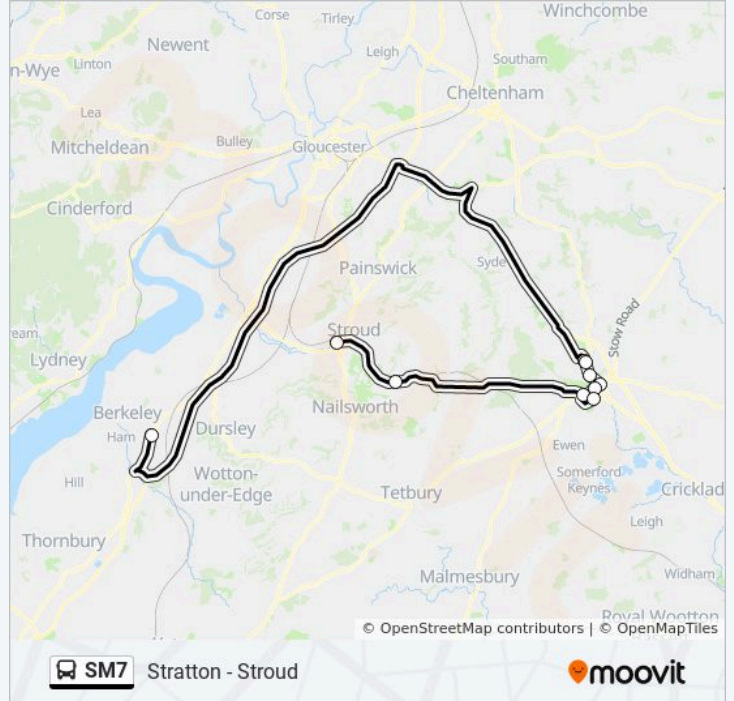 Winchcombe
Corse
Tirley
Newent
Leigh
Southam
n-Wye
Linton
Cheltenham
Lea
Bulley
Gloucester
Mitcheldean
Cinderford
Painswick
Syde
Stow Road
eam
Stroud
Lydney
Berkeley
Nailsworth
Ham
Dursley
Ewen
Hill
Wotton-
under-Edge
Somerford
Keynes
Tetbury
Cricklad
Leigh
Thornbury
Malmesbury
Widham
Royal Wootton
© OpenStreetMap contributors | © OpenMapTiles
SM7 Stratton - Stroud
moovit